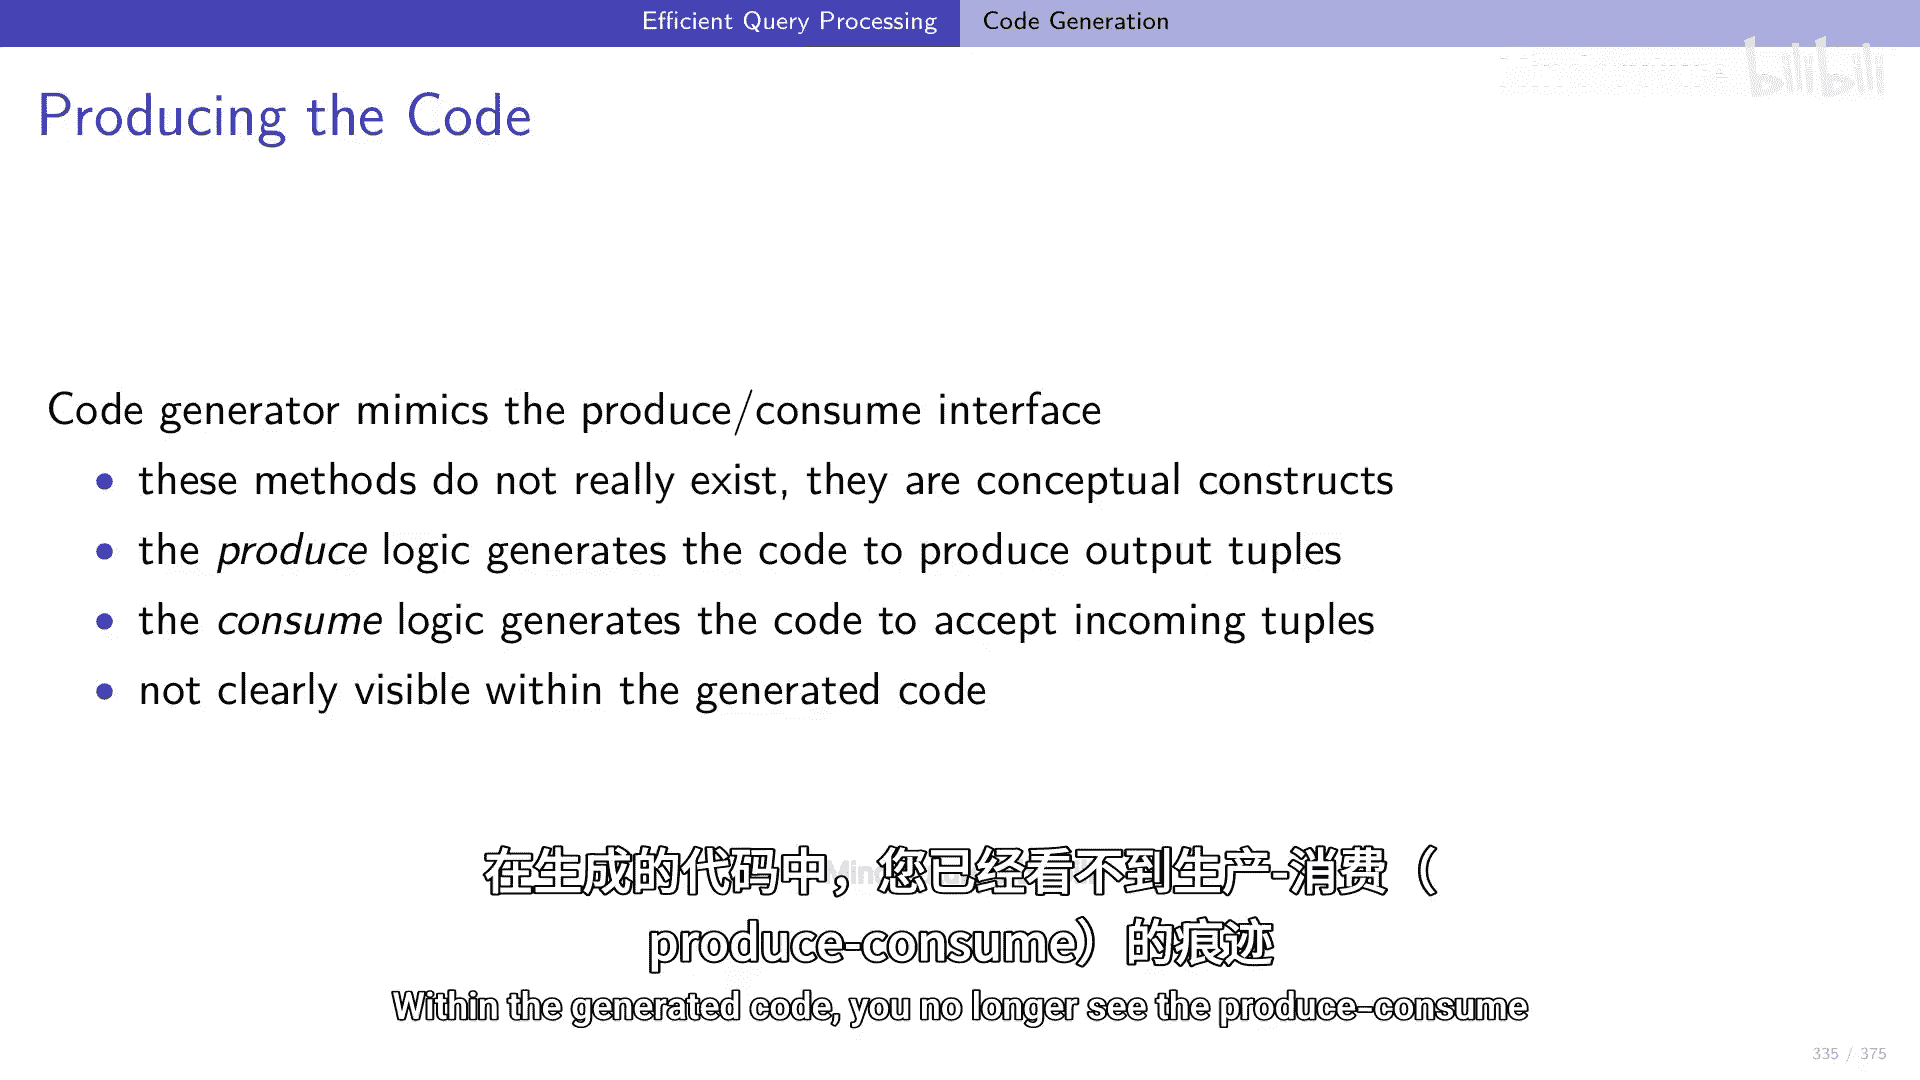 Efficient Query Processing Code Generation
bilibili
Producing the Code
Code generator mimics the produce/consume interface
• these methods do not really exist, they are conceptual constructs
• the produce logic generates the code to produce output tuples
• the consume logic generates the code to accept incoming tuples
• not clearly visible within the generated code
在生成的代码中，您已经看不到生产-消费（
produce-consume）的痕迹
Within the generated code, you no longer see the produce-consume
335 / 375